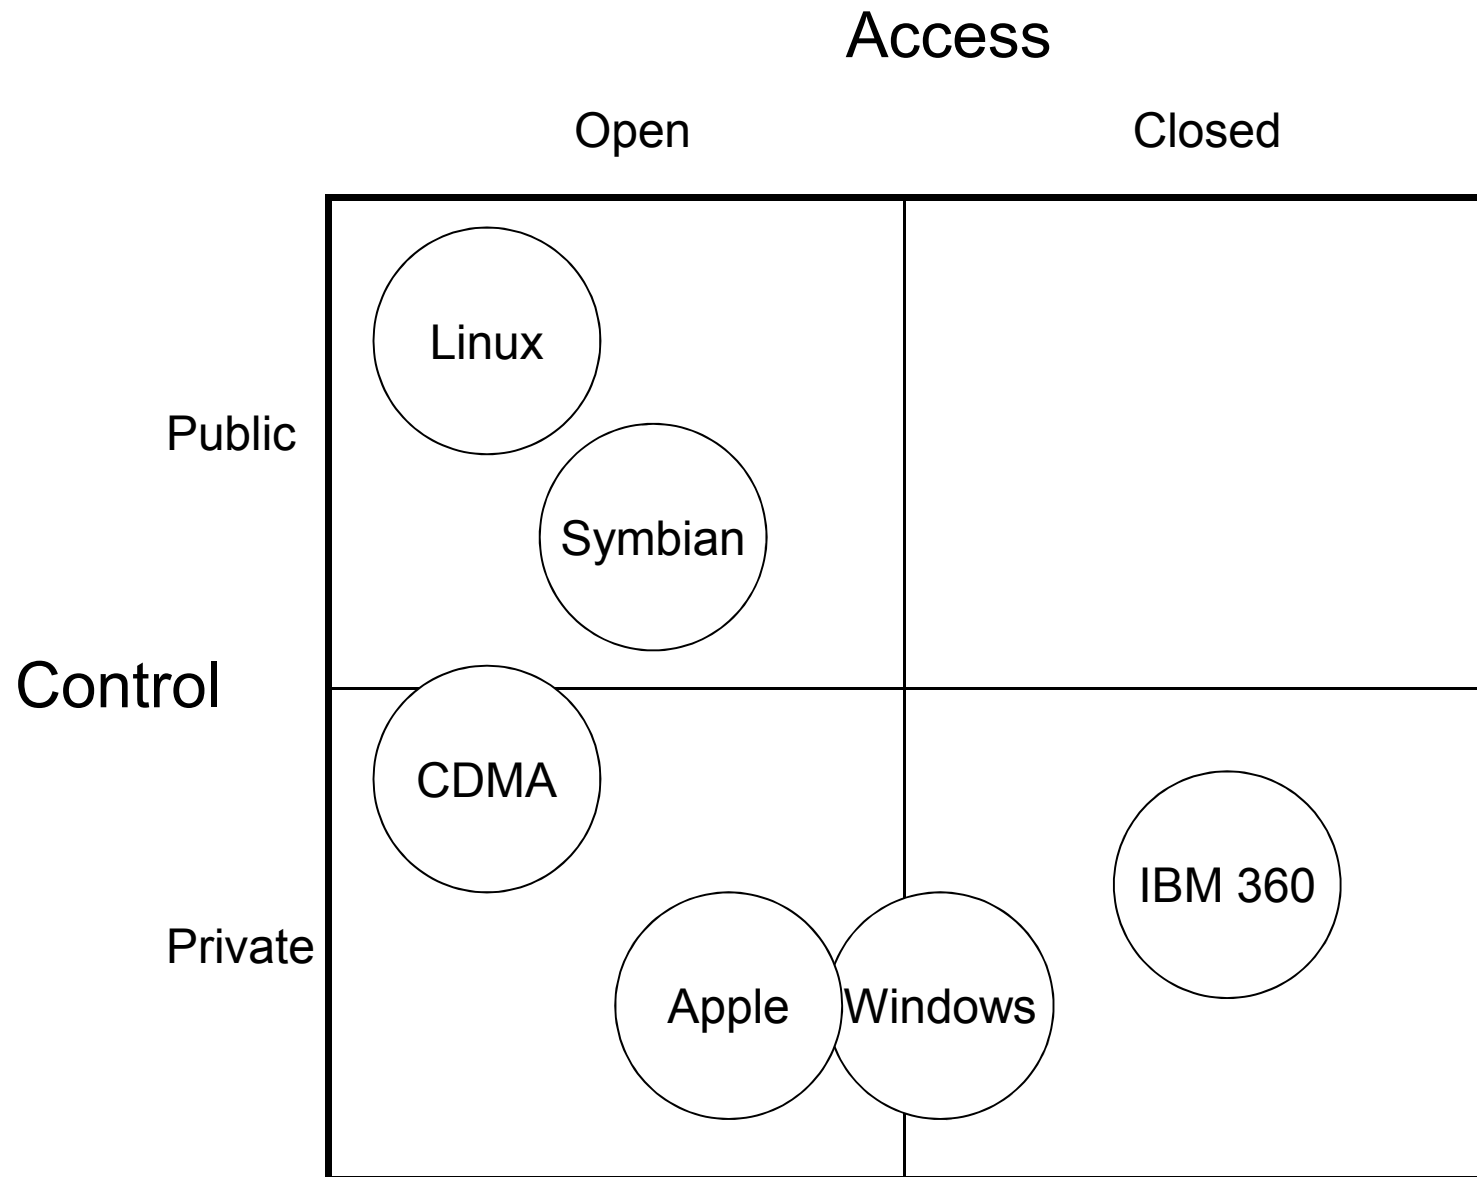 Access
Open
Closed
Linux
Public
Symbian
Control
CDMA
IBM 360
Private
Apple
Windows